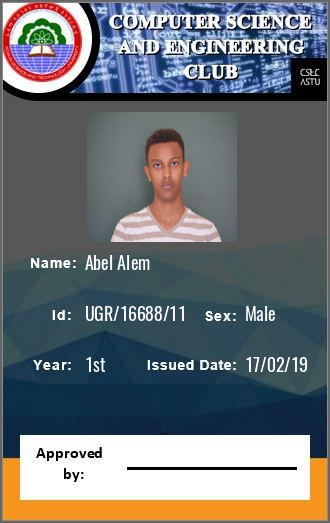 COMPUTER SCIENCE
AND ENGINEERING
CLUB
CSEC
ASTU
Name: Abel Alem
Id: UGR/16688/11 Sex: Male
Year: 1st Issued Date: 17/02/19
Approved
by: